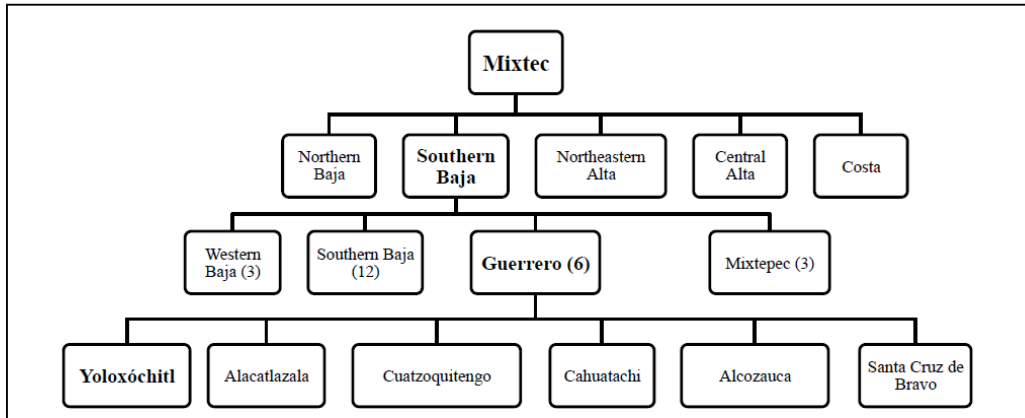 Mixtec
Northern
Baja
Southern
Baja
Northeastern
Alta
Central
Alta
Costa
Western
Baja (3)
Southern Baja
(12)
Guerrero (6)
Mixtepec (3)
Yoloxóchitl
Alacatlazala
Cuatzoquitengo
Cahuatachi
Alcozauca
Santa Cruz de
Bravo